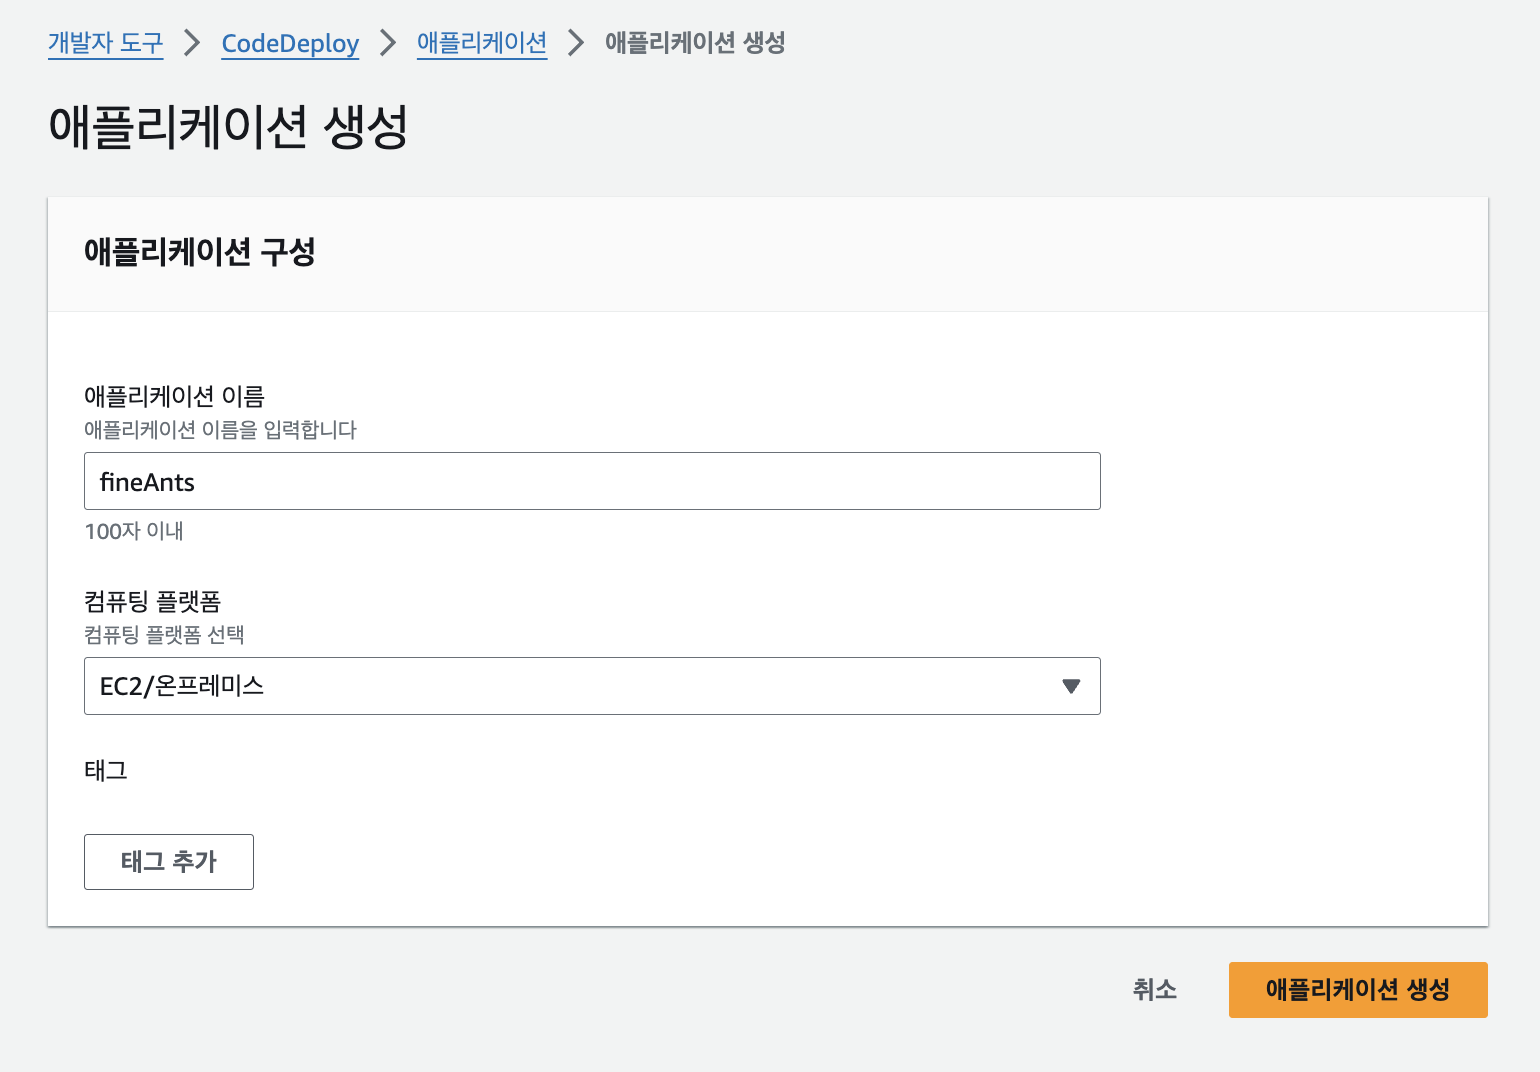 개발자 도구 > CodeDeploy > 애플리케이션 > 애플리케이션 생성
애플리케이션 생성
애플리케이션 구성
애플리케이션 이름
애플리케이션 이름을 입력합니다
fineAnts
100자 이내
컴퓨팅 플랫폼
컴퓨팅 플랫폼 선택
EC2/온프레미스
태그
태그 추가
취소 애플리케이션 생성